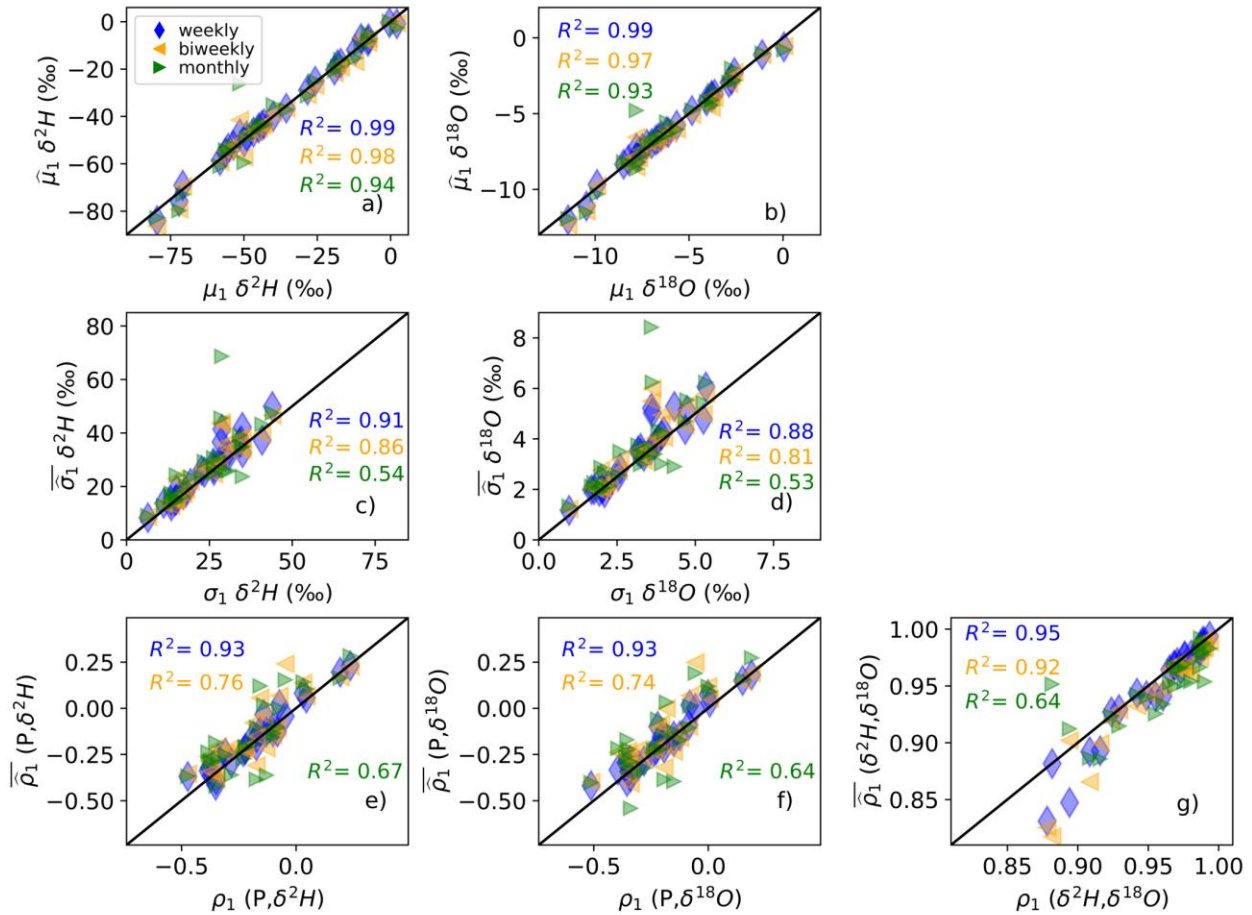 weekly
biweekly
monthly
0
−20
−40
−60
−80
μ̂₁ δ²H (‰)
R²= 0.99
R²= 0.98
R²= 0.94
a)
−75 −50 −25 0
μ₁ δ²H (‰)
R²= 0.99
R²= 0.97
R²= 0.93
0
−5
−10
μ̂₁ δ¹⁸O (‰)
b)
−10 −5 0
μ₁ δ¹⁸O (‰)
80
60
40
20
0
σ̂̅₁ δ²H (‰)
R²= 0.91
R²= 0.86
R²= 0.54
c)
0 25 50 75
σ₁ δ²H (‰)
8
6
4
2
0
σ̂̅₁ δ¹⁸O (‰)
R²= 0.88
R²= 0.81
R²= 0.53
d)
0.0 2.5 5.0 7.5
σ₁ δ¹⁸O (‰)
R²= 0.93
R²= 0.76
0.25
0.00
−0.25
−0.50
ρ̂̅₁ (P,δ²H)
R²= 0.67
e)
−0.5 0.0
ρ₁ (P,δ²H)
R²= 0.93
R²= 0.74
0.25
0.00
−0.25
−0.50
ρ̂̅₁ (P,δ¹⁸O)
R²= 0.64
f)
−0.5 0.0
ρ₁ (P,δ¹⁸O)
R²= 0.95
R²= 0.92
R²= 0.64
1.00
0.95
0.90
0.85
ρ̂̅₁ (δ²H,δ¹⁸O)
g)
0.85 0.90 0.95 1.00
ρ₁ (δ²H,δ¹⁸O)